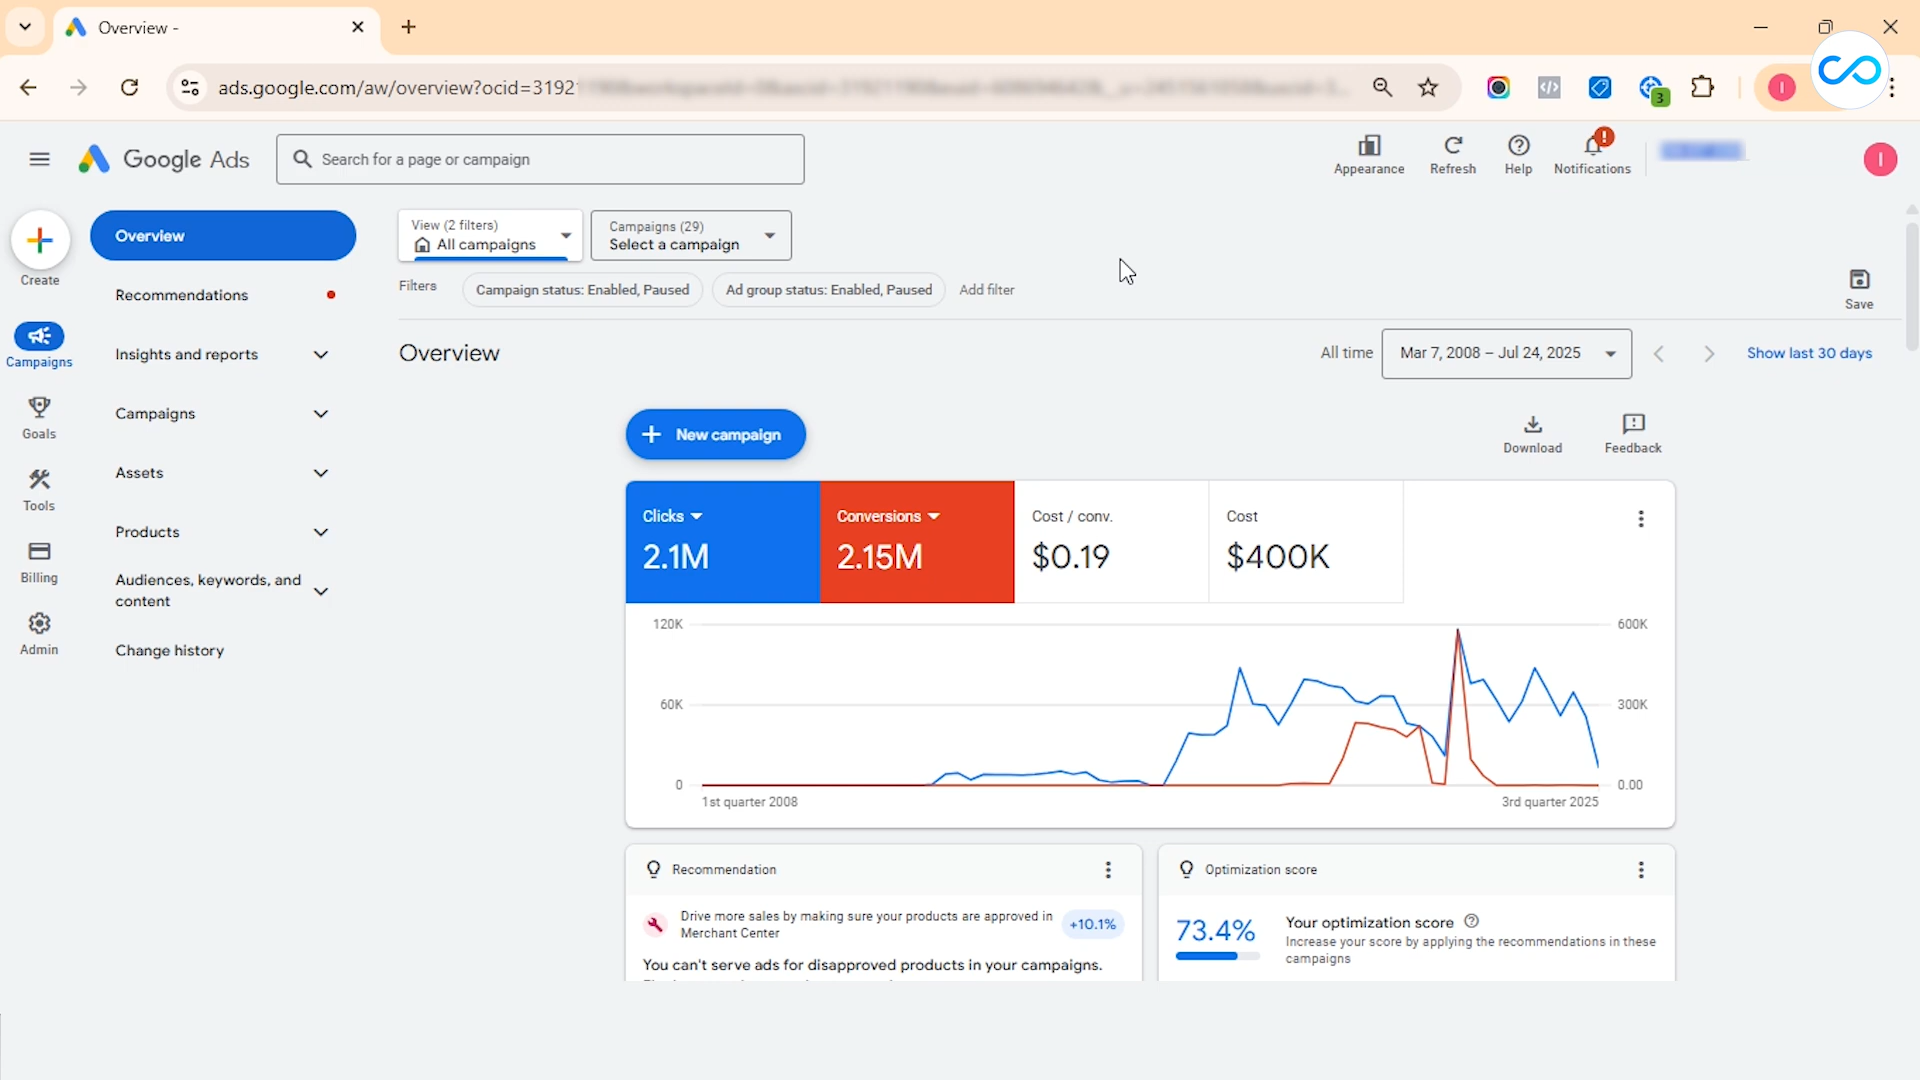 Overview -
ads.google.com/aw/overview?ocid=31921
3
I
Google Ads
Search for a page or campaign
Appearance
Refresh
Help
Notifications
I
Create
Campaigns
Goals
Tools
Billing
Admin
Overview
Recommendations
Insights and reports
Campaigns
Assets
Products
Audiences, keywords, and
content
Change history
View (2 filters)
All campaigns
Campaigns (29)
Select a campaign
Filters
Campaign status: Enabled, Paused
Ad group status: Enabled, Paused
Add filter
Save
Overview
All time
Mar 7, 2008 – Jul 24, 2025
Show last 30 days
New campaign
Download
Feedback
Clicks
2.1M
Conversions
2.15M
Cost / conv.
$0.19
Cost
$400K
120K
60K
0
600K
300K
0.00
1st quarter 2008
3rd quarter 2025
Recommendation
Drive more sales by making sure your products are approved in
Merchant Center
+10.1%
You can't serve ads for disapproved products in your campaigns.
Optimization score
73.4%
Your optimization score
Increase your score by applying the recommendations in these
campaigns